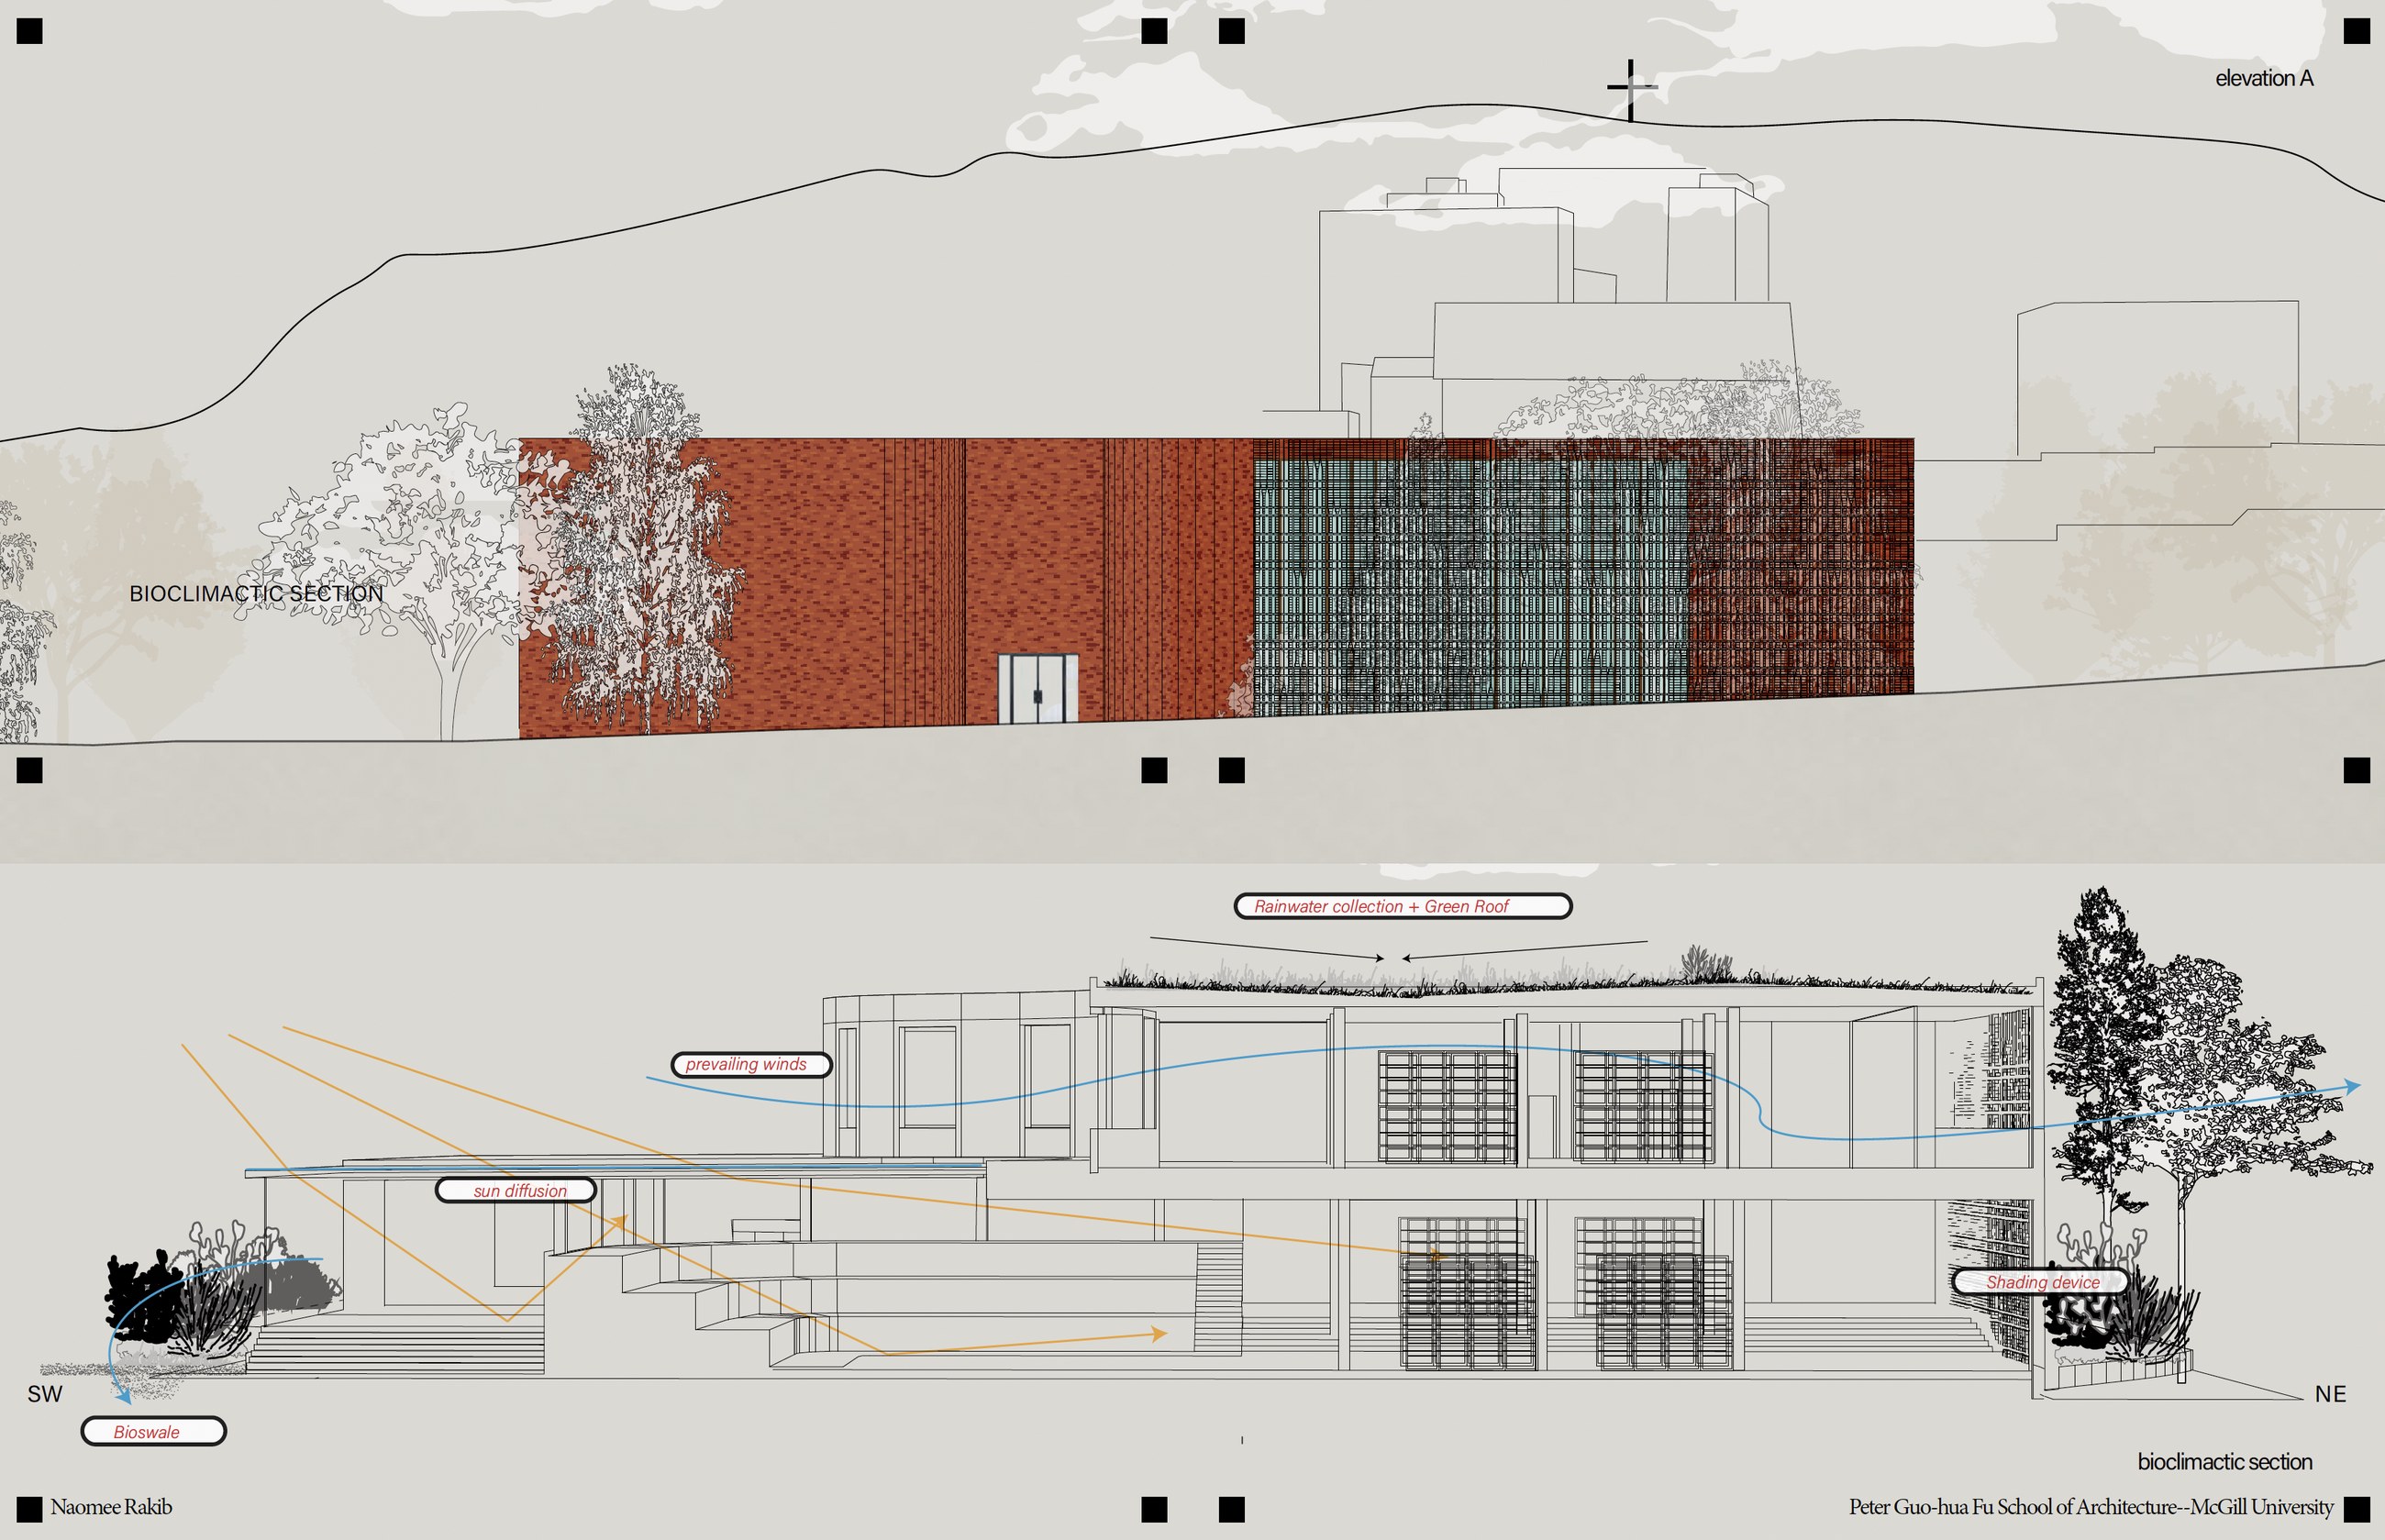 elevation A
BIOCLIMACTIC SECTION
Rainwater collection + Green Roof
prevailing winds
sun diffusion
Shading device
SW
NE
Bioswale
bioclimactic section
Naomee Rakib
Peter Guo-hua Fu School of Architecture--McGill University